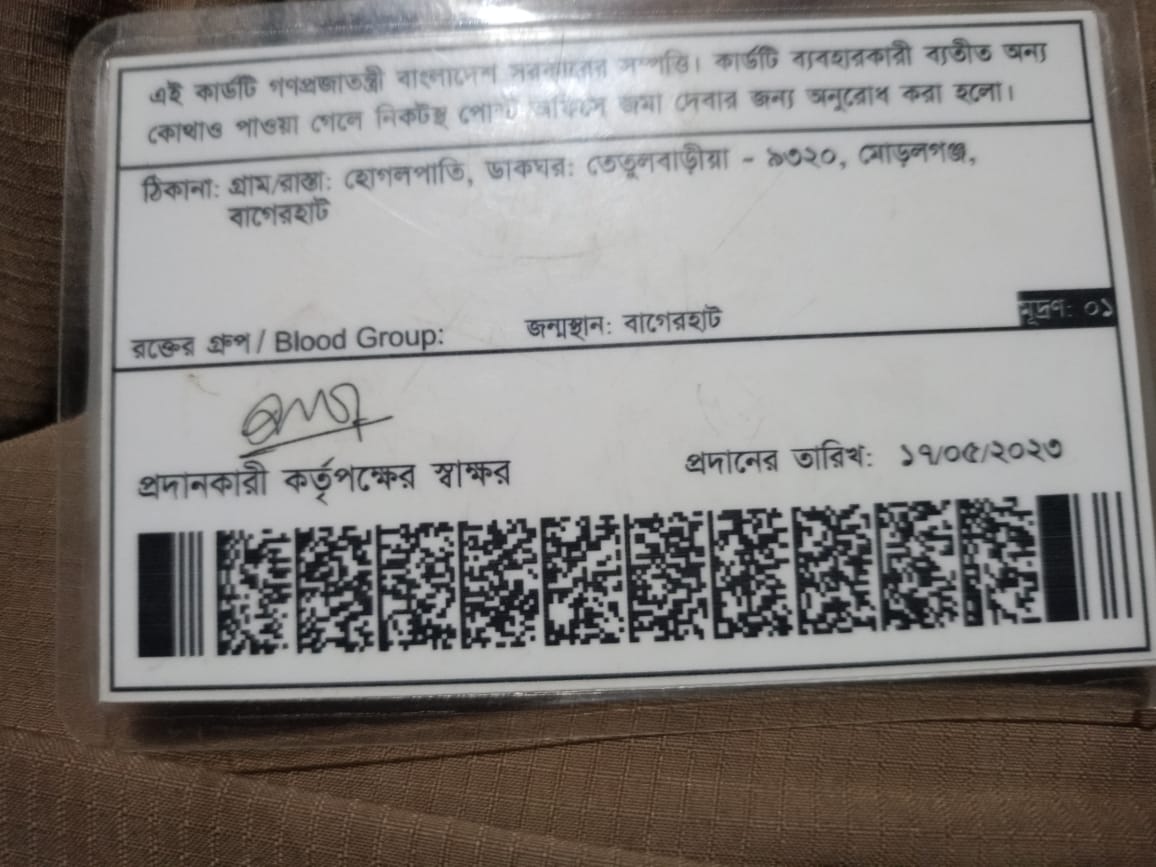 এই কার্ডটি গণপ্রজাতন্ত্রী বাংলাদেশ সরকারের সম্পত্তি। কার্ডটি ব্যবহারকারী ব্যতীত অন্য
কোথাও পাওয়া গেলে নিকটস্থ পোস্ট অফিসে জমা দেবার জন্য অনুরোধ করা হলো।
ঠিকানা: গ্রাম/রাস্তা: হোগলপাতি, ডাকঘর: তেতুলবাড়ীয়া - ৯৩২০, মোড়লগঞ্জ,
বাগেরহাট
রক্তের গ্রুপ / Blood Group: জন্মস্থান: বাগেরহাট মূদ্রণ: ০১
প্রদানকারী কর্তৃপক্ষের স্বাক্ষর প্রদানের তারিখ: ১৭/০৫/২০২৩